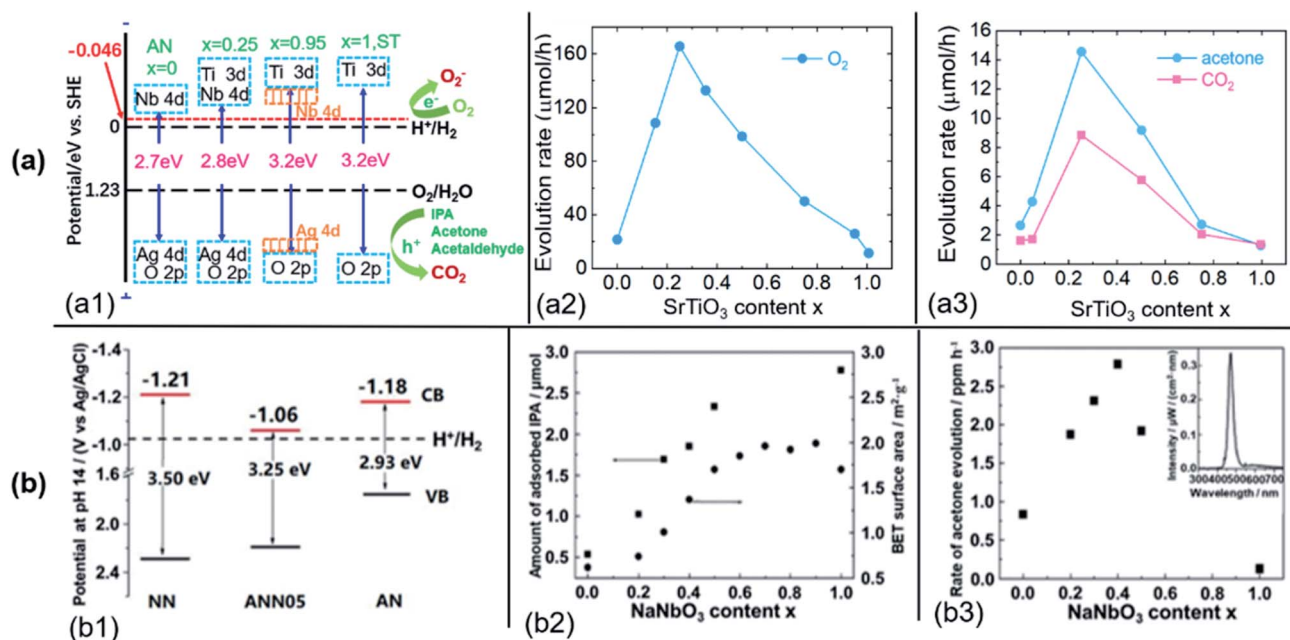 (a)
Potential/eV vs. SHE
-0.046
0
1.23
AN
x=0
x=0.25
x=0.95
x=1,ST
Nb 4d
Ti 3d
Nb 4d
Ti 3d
Nb 4d
Ti 3d
O₂⁻
e⁻
O₂
H⁺/H₂
2.7eV
2.8eV
3.2eV
3.2eV
O₂/H₂O
Ag 4d
O 2p
Ag 4d
O 2p
Ag 4d
O 2p
O 2p
IPA
Acetone
Acetaldehyde
h⁺
CO₂
(a1)
Evolution rate (μmol/h)
160
120
80
40
0
O₂
0.0 0.2 0.4 0.6 0.8 1.0
SrTiO₃ content x
(a2)
Evolution rate (μmol/h)
16
14
12
10
8
6
4
2
0
acetone
CO₂
0.0 0.2 0.4 0.6 0.8 1.0
SrTiO₃ content x
(a3)
(b)
Potential at pH 14 / (V vs Ag/AgCl)
-1.4
-1.2
-1.0
1.6
2.0
2.4
-1.21
-1.06
-1.18
CB
H⁺/H₂
3.50 eV
3.25 eV
2.93 eV
VB
NN ANN05 AN
(b1)
Amount of adsorbed IPA / μmol
3.0
2.5
2.0
1.5
1.0
0.5
3.0
2.5
2.0
1.5
1.0
0.5
BET surface area / m²·g⁻¹
0.0 0.2 0.4 0.6 0.8 1.0
NaNbO₃ content x
(b2)
Rate of acetone evolution / ppm h⁻¹
3.0
2.5
2.0
1.5
1.0
0.5
0.0
Intensity / μW / (cm²·nm)
0.3
0.2
0.1
0.0
300400500600700
Wavelength / nm
0.0 0.2 0.4 0.6 0.8 1.0
NaNbO₃ content x
(b3)